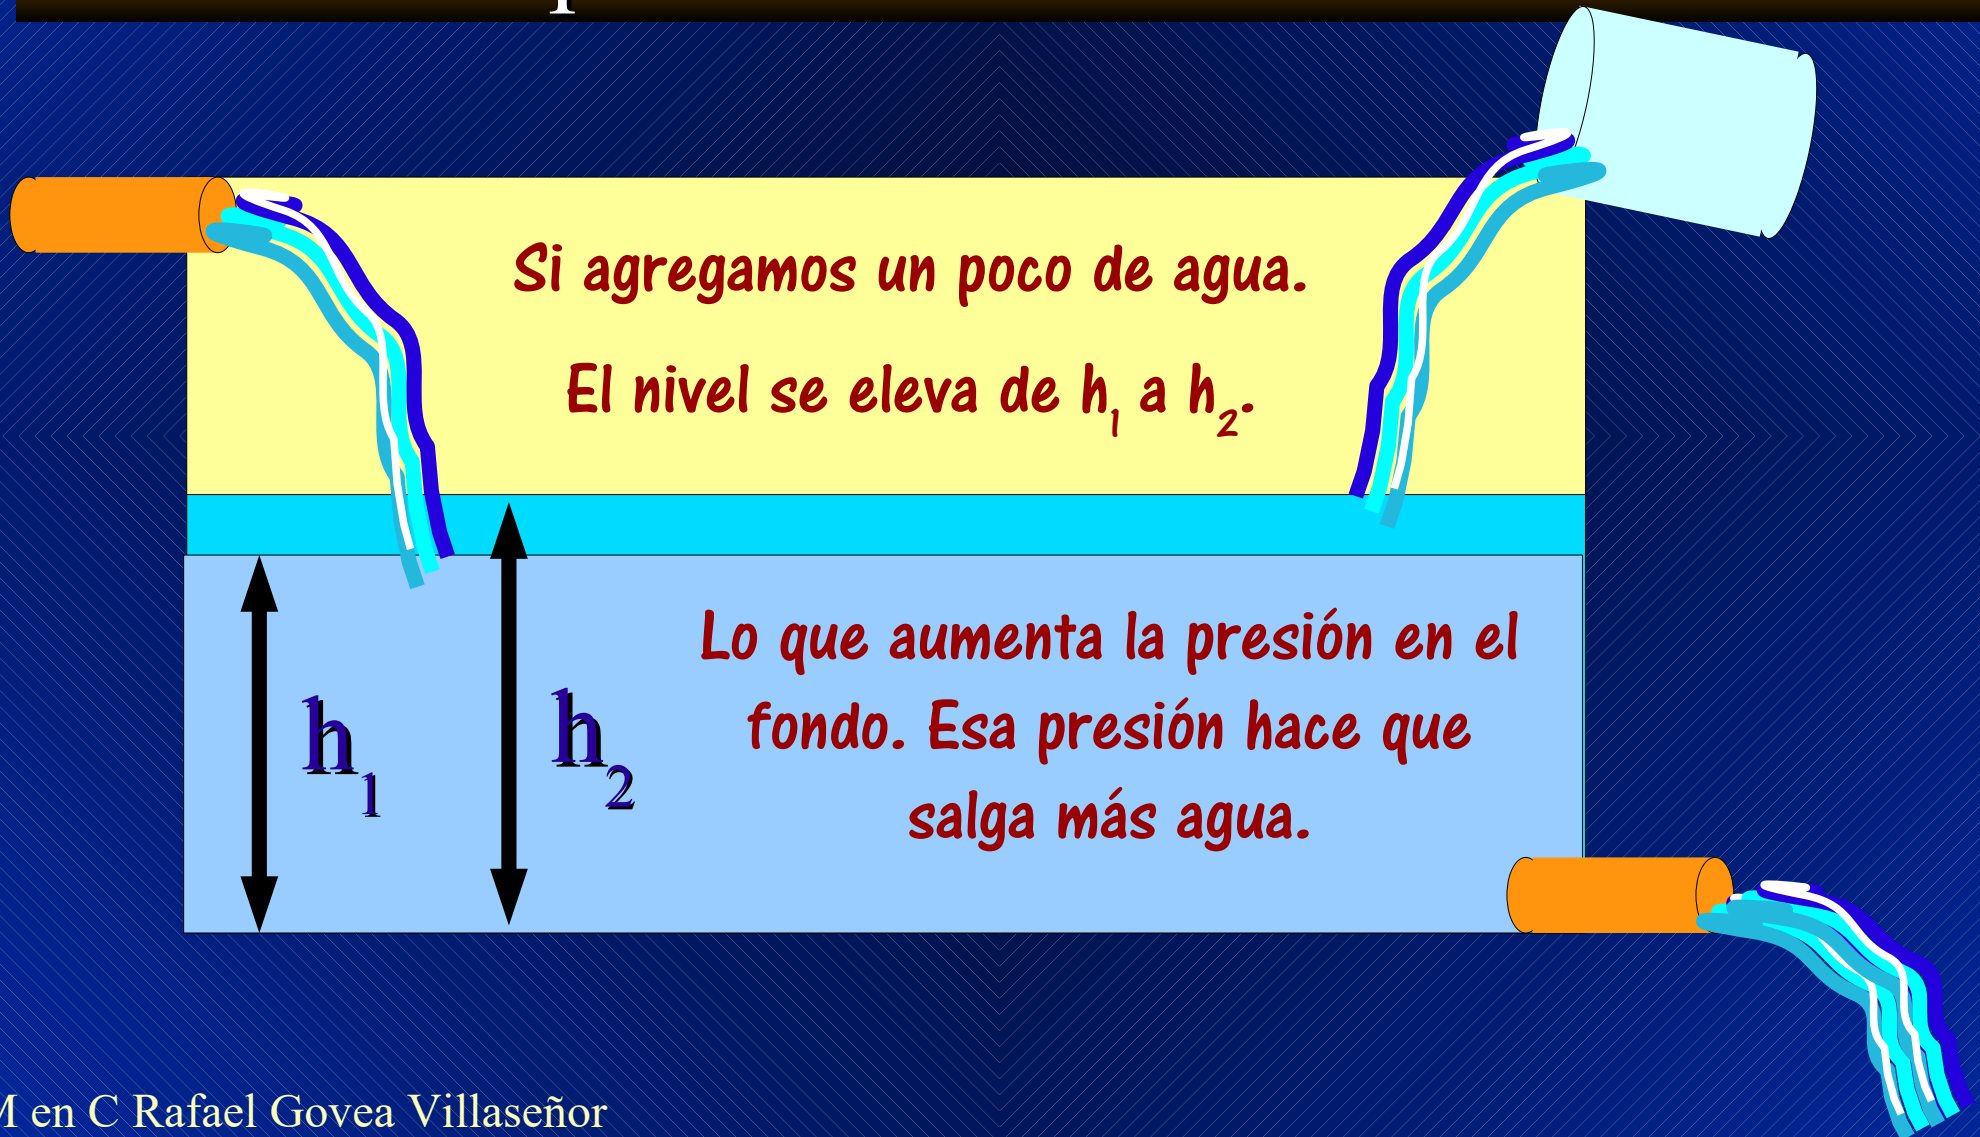 Si agregamos un poco de agua.
El nivel se eleva de h₁ a h₂.
Lo que aumenta la presión en el
fondo. Esa presión hace que
salga más agua.
h₁
h₂
M en C Rafael Govea Villaseñor